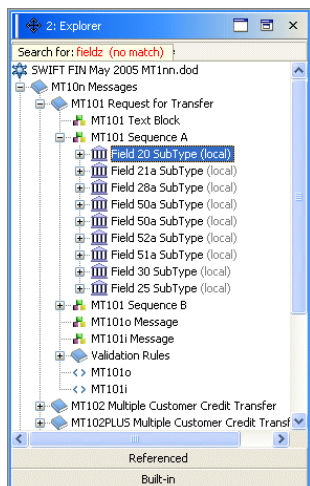 2: Explorer
Search for: fieldz (no match)
SWIFT FIN May 2005 MT1nn.dod
MT10n Messages
MT101 Request for Transfer
MT101 Text Block
MT101 Sequence A
Field 20 SubType (local)
Field 21a SubType (local)
Field 28a SubType (local)
Field 50a SubType (local)
Field 50a SubType (local)
Field 52a SubType (local)
Field 51a SubType (local)
Field 30 SubType (local)
Field 25 SubType (local)
MT101 Sequence B
MT101o Message
MT101i Message
Validation Rules
MT101o
MT101i
MT102 Multiple Customer Credit Transfer
MT102PLUS Multiple Customer Credit Transf
Referenced
Built-in